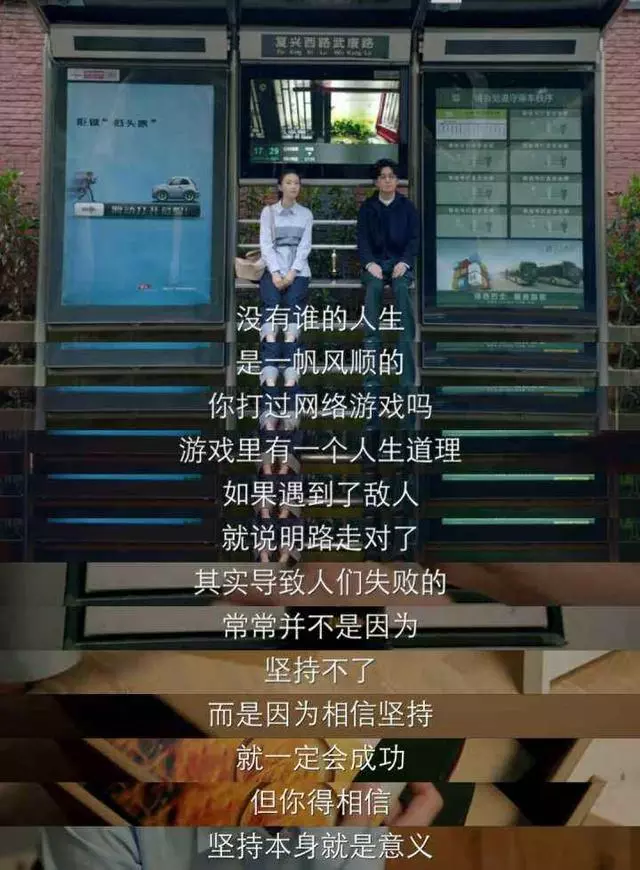 复兴西路武康路
17:29
没有谁的人生
是一帆风顺的
你打过网络游戏吗
游戏里有一个人生道理
如果遇到了敌人
就说明路走对了
其实导致人们失败的
常常并不是因为
坚持不了
而是因为相信坚持
就一定会成功
但你得相信
坚持本身就是意义